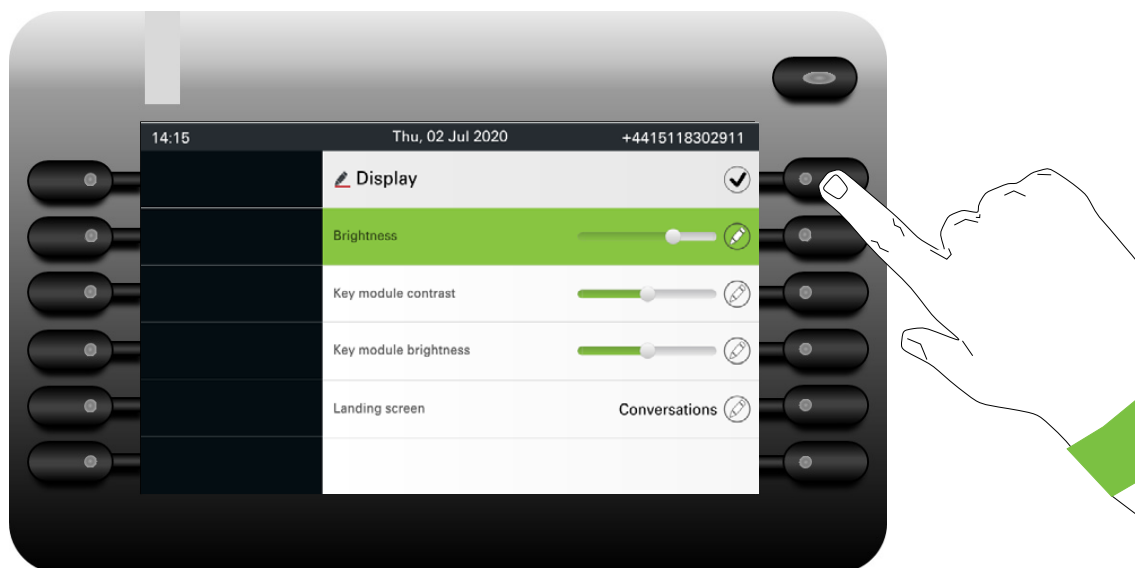 14:15 Thu, 02 Jul 2020 +4415118302911
Display
Brightness
Key module contrast
Key module brightness
Landing screen Conversations